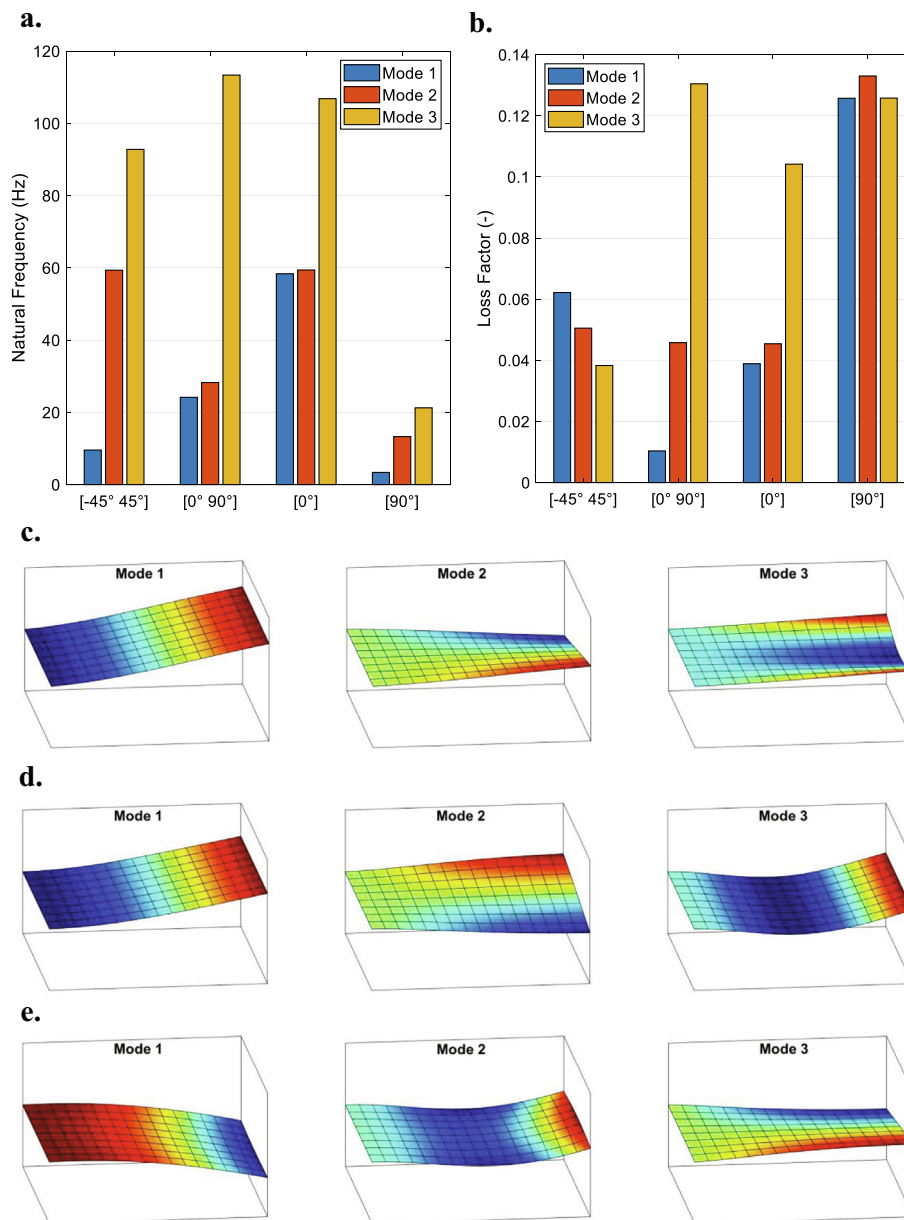 a.
120
100
80
60
40
20
0
Natural Frequency (Hz)
Mode 1
Mode 2
Mode 3
[-45° 45°] [0° 90°] [0°] [90°]
b.
0.14
0.12
0.1
0.08
0.06
0.04
0.02
0
Loss Factor (-)
Mode 1
Mode 2
Mode 3
[-45° 45°] [0° 90°] [0°] [90°]
c.
Mode 1 Mode 2 Mode 3
d.
Mode 1 Mode 2 Mode 3
e.
Mode 1 Mode 2 Mode 3